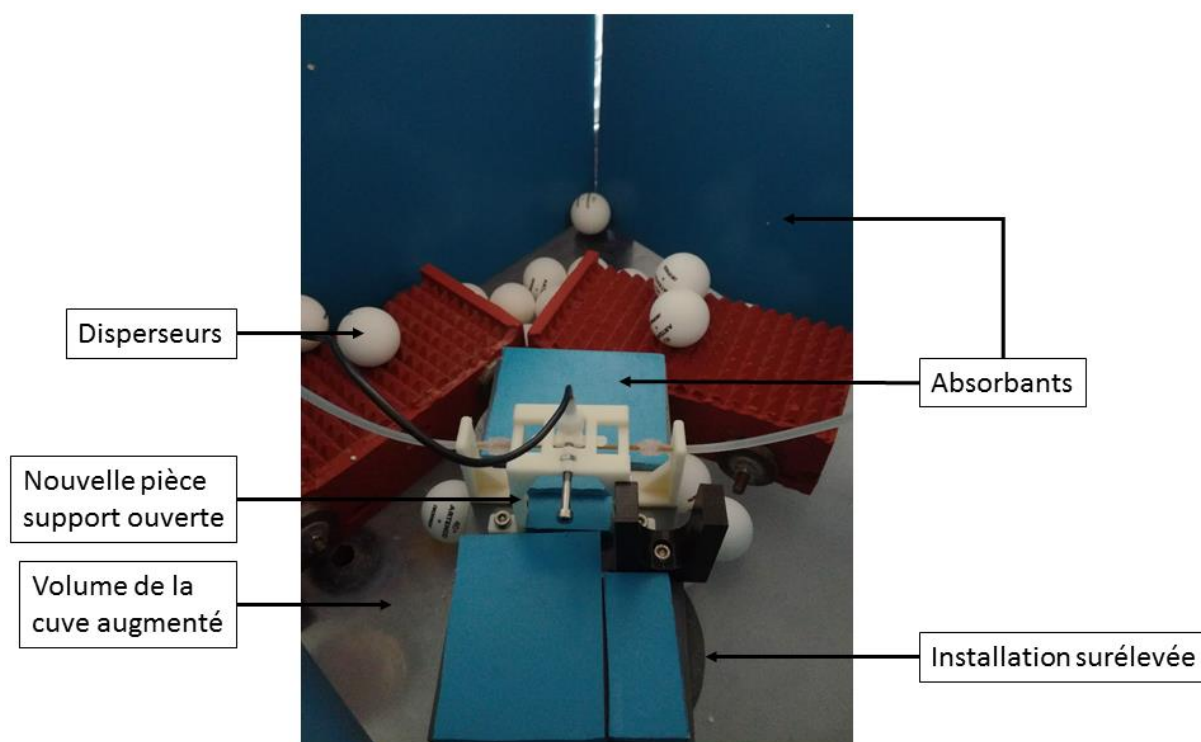 Disperseurs
Absorbants
Nouvelle pièce
support ouverte
Volume de la
cuve augmenté
Installation surélevée